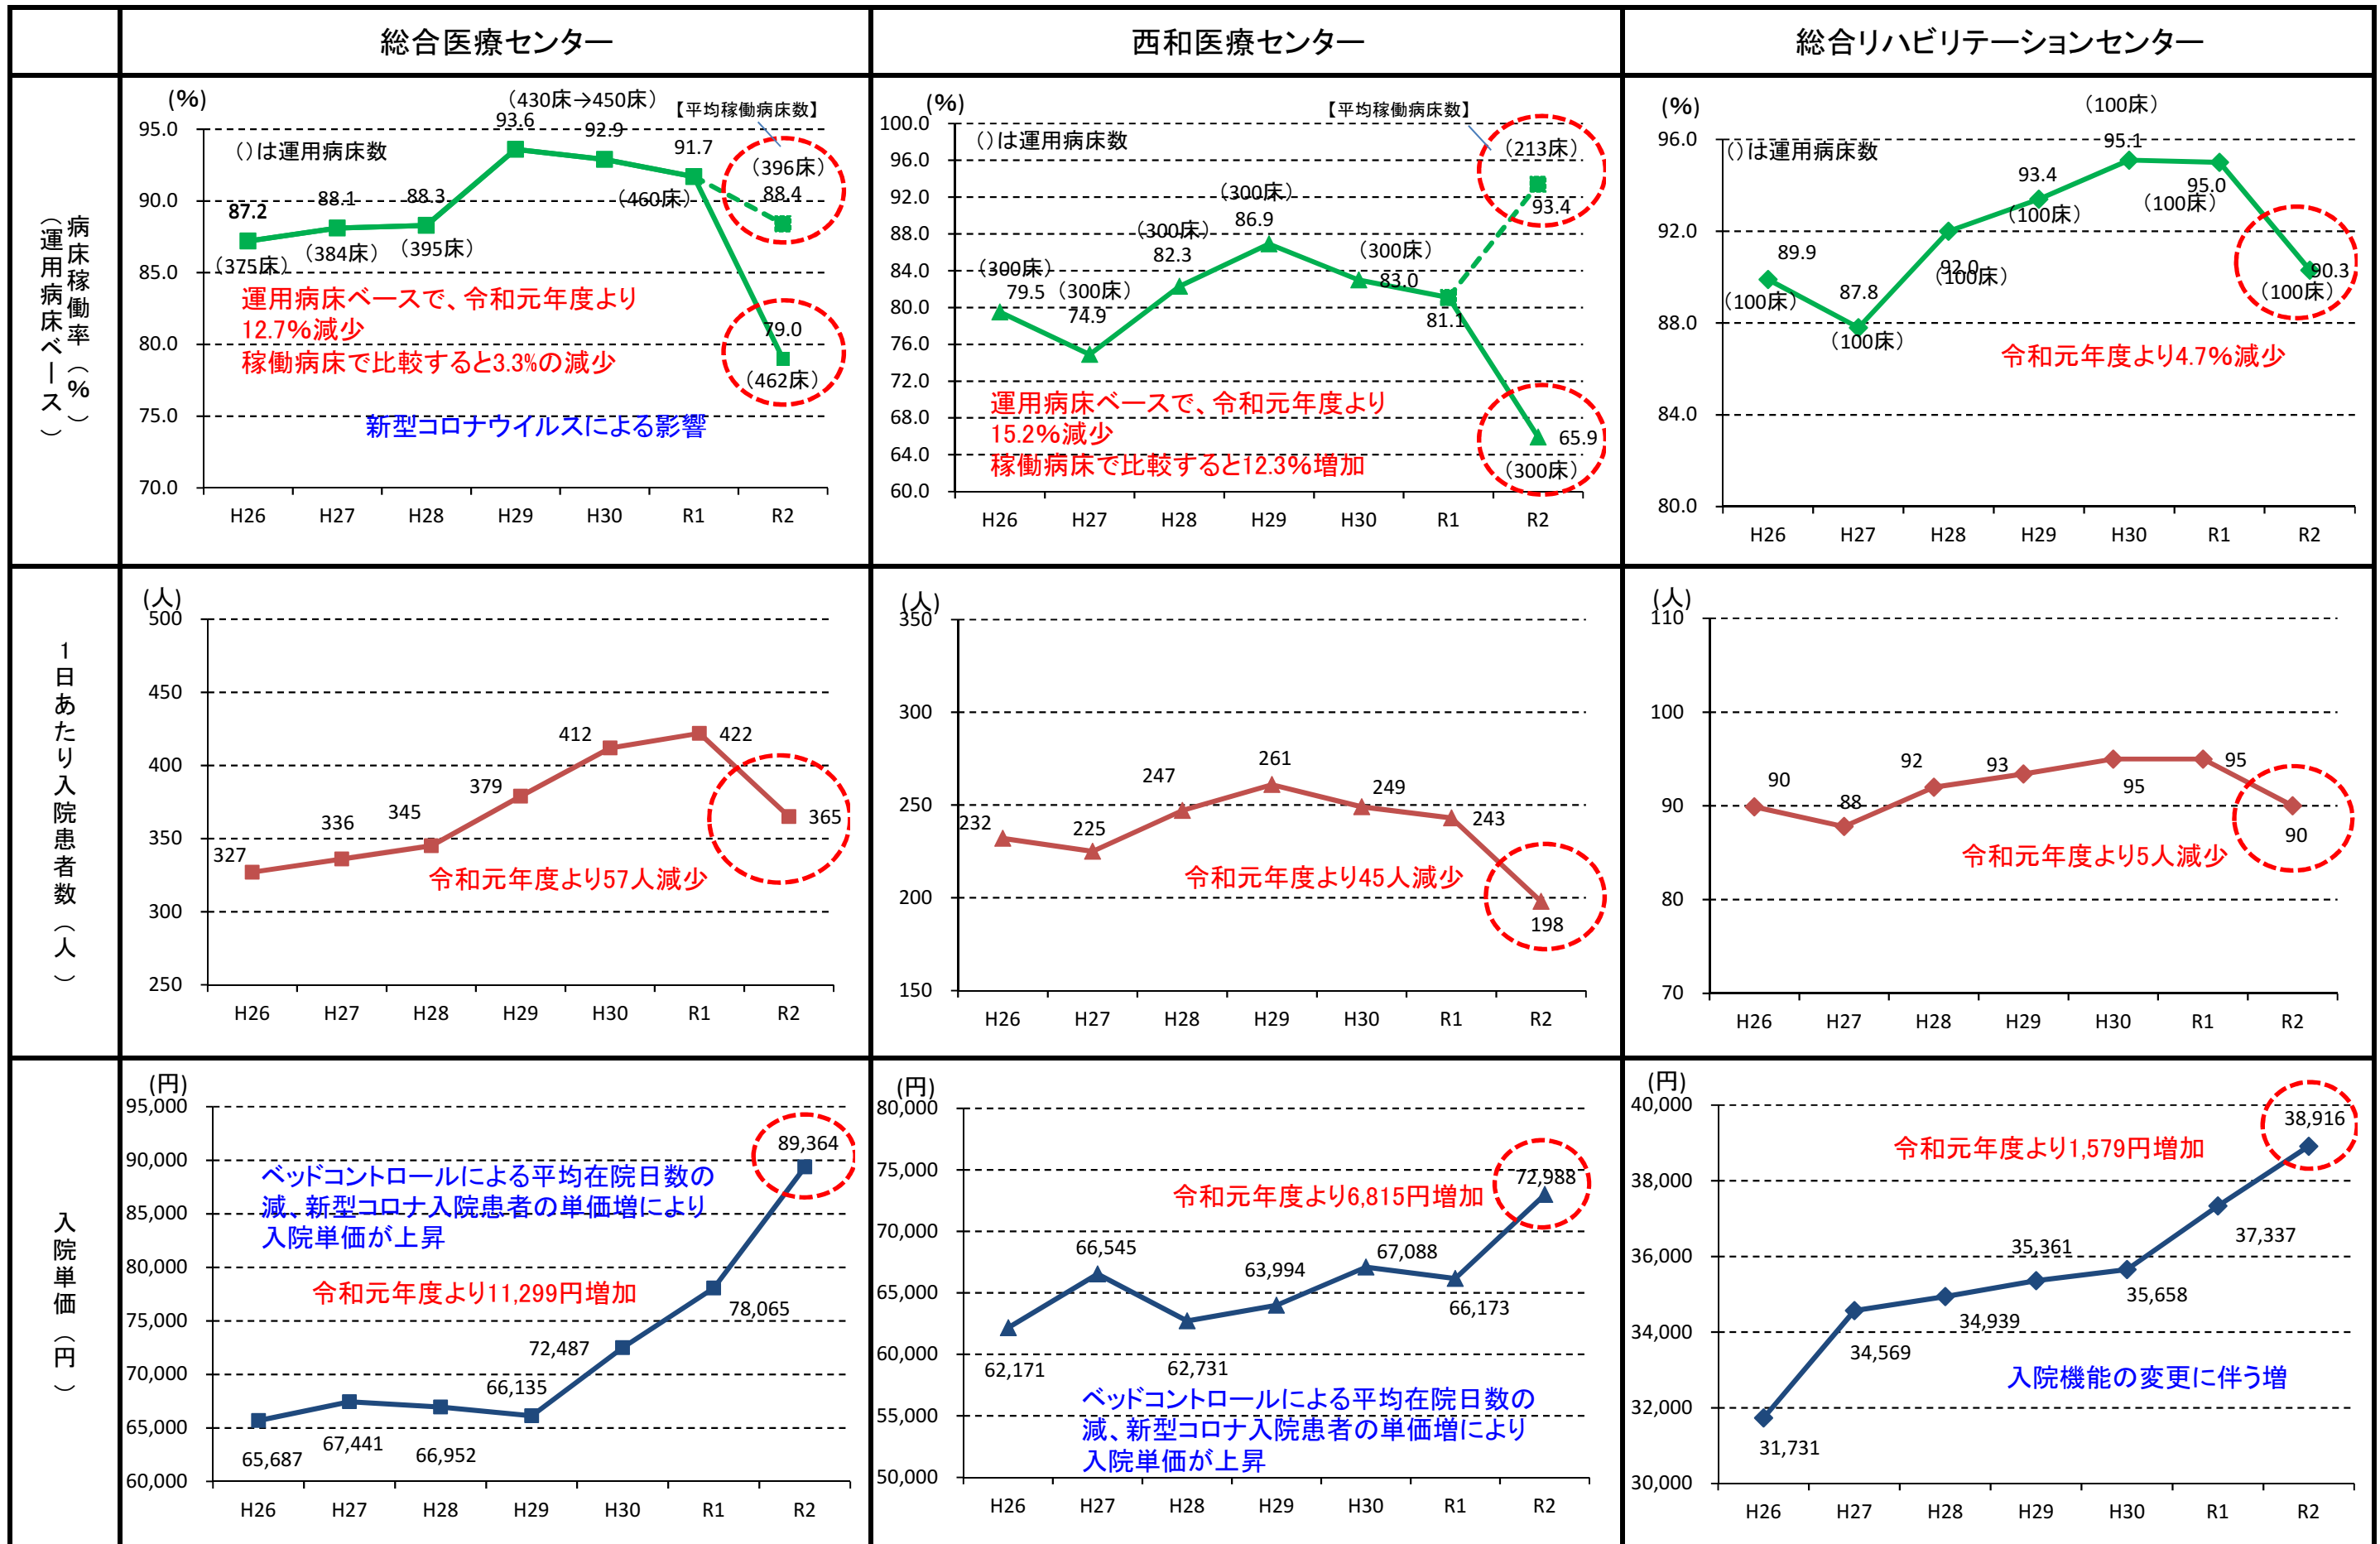 総合医療センター
西和医療センター
総合リハビリテーションセンター
病床稼働率（％）
（運用病床ベース）
(%)
（430床→450床）
【平均稼働病床数】
95.0
90.0
85.0
80.0
75.0
70.0
()は運用病床数
87.2
88.1
88.3
93.6
92.9
91.7
（396床）
88.4
79.0
（375床）
（384床）
（395床）
（460床）
（462床）
運用病床ベースで、令和元年度より
12.7%減少
稼働病床で比較すると3.3%の減少
新型コロナウイルスによる影響
H26 H27 H28 H29 H30 R1 R2
(%)
【平均稼働病床数】
100.0
96.0
92.0
88.0
84.0
80.0
76.0
72.0
68.0
64.0
60.0
()は運用病床数
（300床）
79.5
（300床）
74.9
（300床）
82.3
（300床）
86.9
（300床）
83.0
81.1
（213床）
93.4
65.9
（300床）
運用病床ベースで、令和元年度より
15.2%減少
稼働病床で比較すると12.3%増加
H26 H27 H28 H29 H30 R1 R2
(%)
96.0
92.0
88.0
84.0
80.0
()は運用病床数
89.9
（100床）
87.8
（100床）
92.0
（100床）
93.4
（100床）
（100床）
95.1
95.0
（100床）
90.3
（100床）
令和元年度より4.7%減少
H26 H27 H28 H29 H30 R1 R2
1日あたり入院患者数（人）
(人)
500
450
400
350
300
250
327
336
345
379
412
422
365
令和元年度より57人減少
H26 H27 H28 H29 H30 R1 R2
(人)
350
300
250
200
150
232
225
247
261
249
243
198
令和元年度より45人減少
H26 H27 H28 H29 H30 R1 R2
(人)
110
100
90
80
70
90
88
92
93
95
95
90
令和元年度より5人減少
H26 H27 H28 H29 H30 R1 R2
入院単価（円）
(円)
95,000
90,000
85,000
80,000
75,000
70,000
65,000
60,000
ベッドコントロールによる平均在院日数の
減、新型コロナ入院患者の単価増により
入院単価が上昇
令和元年度より11,299円増加
65,687
67,441
66,952
66,135
72,487
78,065
89,364
H26 H27 H28 H29 H30 R1 R2
(円)
80,000
75,000
70,000
65,000
60,000
55,000
50,000
令和元年度より6,815円増加
62,171
66,545
62,731
63,994
67,088
66,173
72,988
ベッドコントロールによる平均在院日数の
減、新型コロナ入院患者の単価増により
入院単価が上昇
H26 H27 H28 H29 H30 R1 R2
(円)
40,000
38,000
36,000
34,000
32,000
30,000
令和元年度より1,579円増加
31,731
34,569
34,939
35,361
35,658
37,337
38,916
入院機能の変更に伴う増
H26 H27 H28 H29 H30 R1 R2